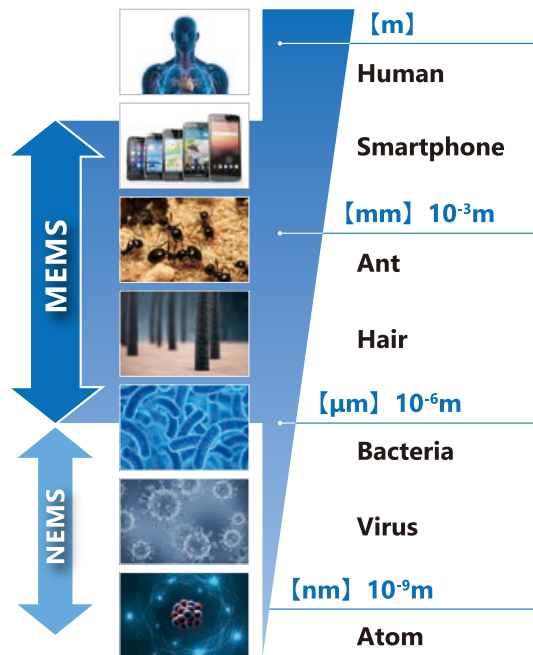 【m】
Human
Smartphone
【mm】 10⁻³m
Ant
MEMS
Hair
【μm】 10⁻⁶m
Bacteria
NEMS
Virus
【nm】 10⁻⁹m
Atom